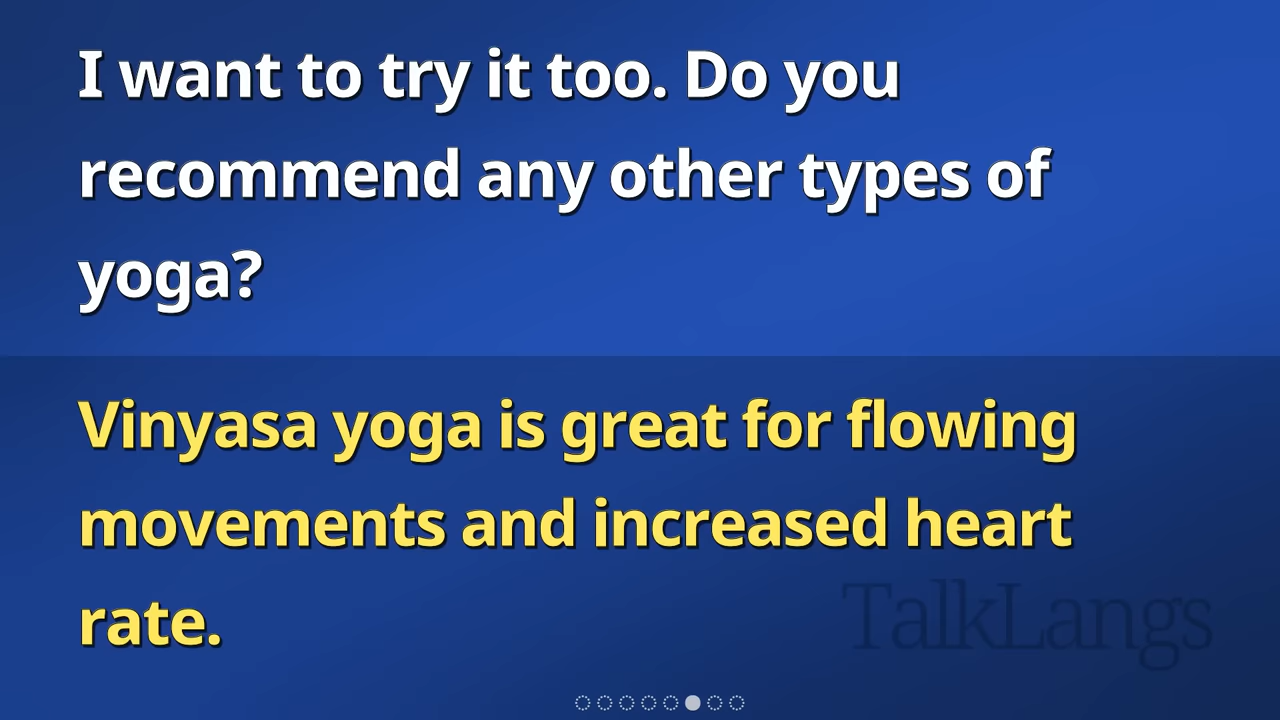 I want to try it too. Do you
recommend any other types of
yoga?
Vinyasa yoga is great for flowing
movements and increased heart
rate.
TalkLangs